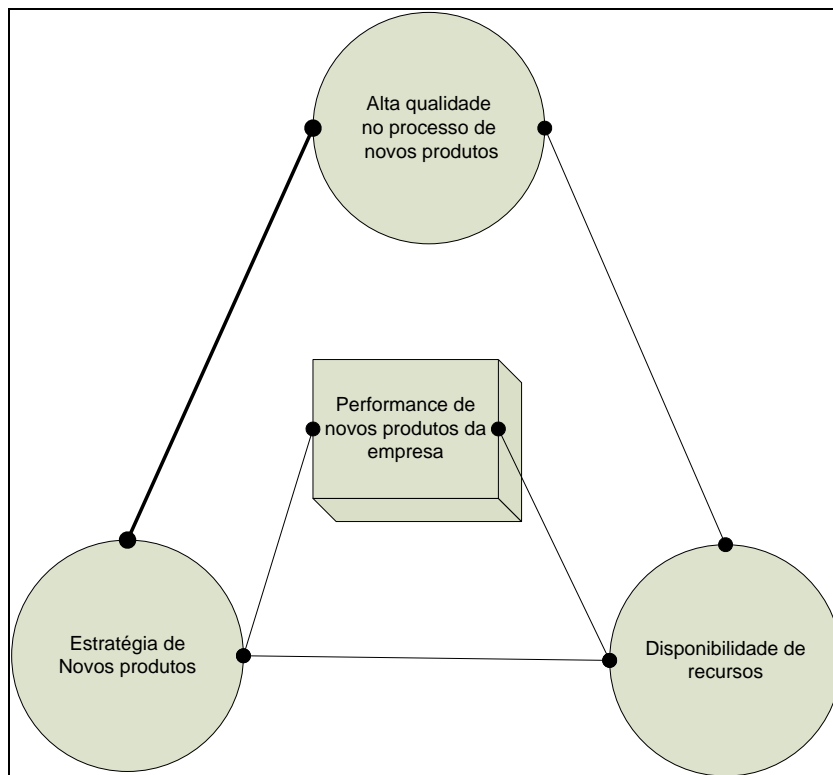 Alta qualidade
no processo de
novos produtos
Performance de
novos produtos da
empresa
Estratégia de
Novos produtos
Disponibilidade de
recursos